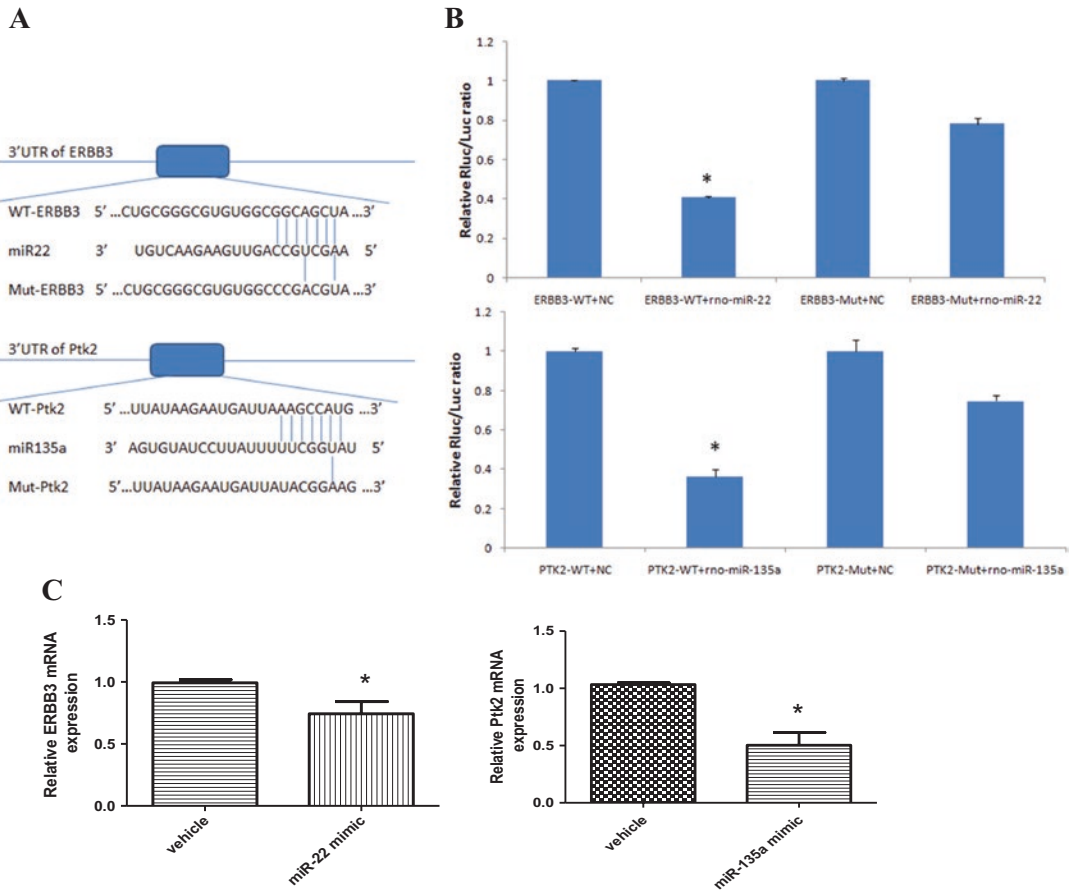 A
3'UTR of ERBB3
WT-ERBB3 5' ...CUGCGGGCGUGUGGCGGCAGCUA ...3'
miR22 3' UGUCAAGAAGUUGACCGUCGAA 5'
Mut-ERBB3 5' ...CUGCGGGCGUGUGGCCCGACGUA ...3'
3'UTR of Ptk2
WT-Ptk2 5' ...UUAUAAGAAUGAUUAAAGCCAUG ...3'
miR135a 3' AGUGUAUCCUUAUUUUUCGGUAU 5'
Mut-Ptk2 5'...UUAUAAGAAUGAUUAUACGGAAG ...3'
B
Relative Rluc/Luc ratio
1.2
1
0.8
0.6
0.4
0.2
0
*
ERBB3-WT+NC ERBB3-WT+rno-miR-22 ERBB3-Mut+NC ERBB3-Mut+rno-miR-22
Relative Rluc/Luc ratio
1.2
1
0.8
0.6
0.4
0.2
0
*
PTK2-WT+NC PTK2-WT+rno-miR-135a PTK2-Mut+NC PTK2-Mut+rno-miR-135a
C
Relative ERBB3 mRNA
expression
1.5
1.0
0.5
0.0
*
vehicle
miR-22 mimic
Relative Ptk2 mRNA
expression
1.5
1.0
0.5
0.0
*
vehicle
miR-135a mimic